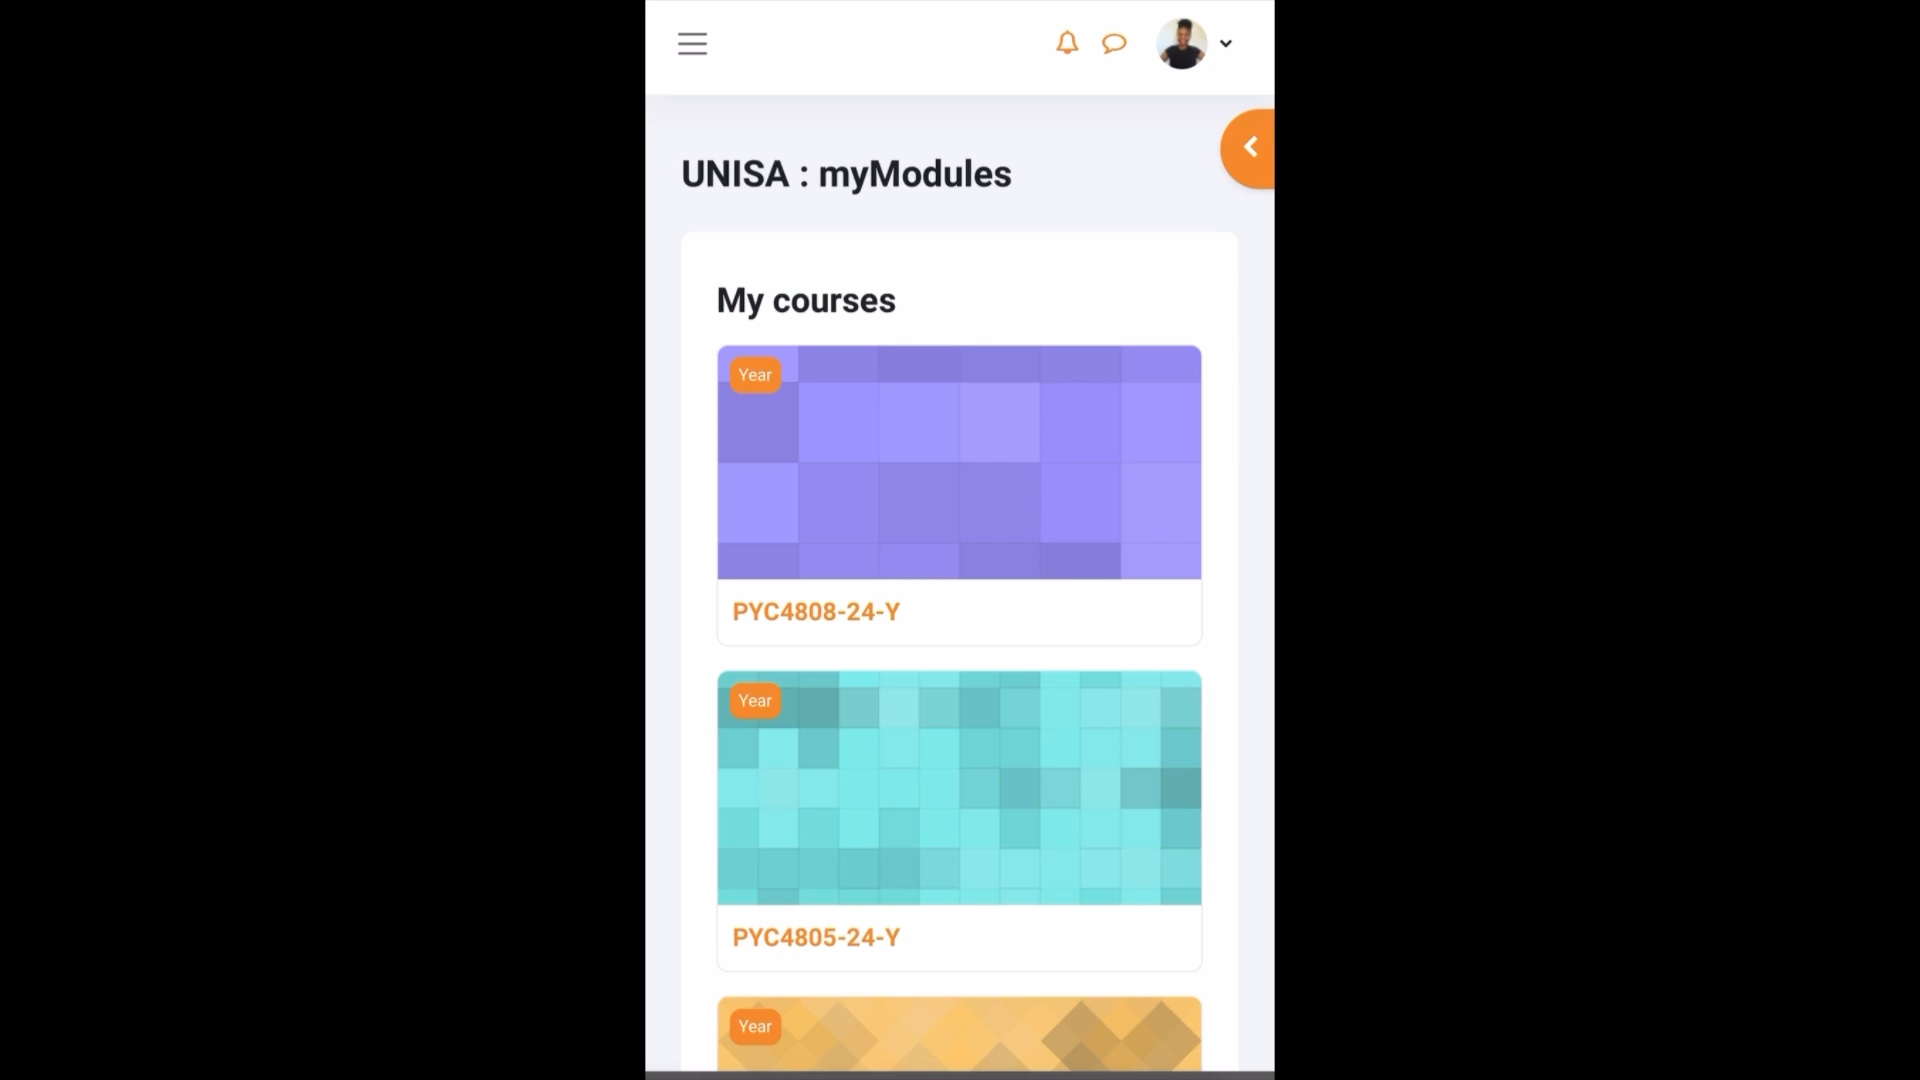 UNISA : myModules
My courses
Year
PYC4808-24-Y
Year
PYC4805-24-Y
Year